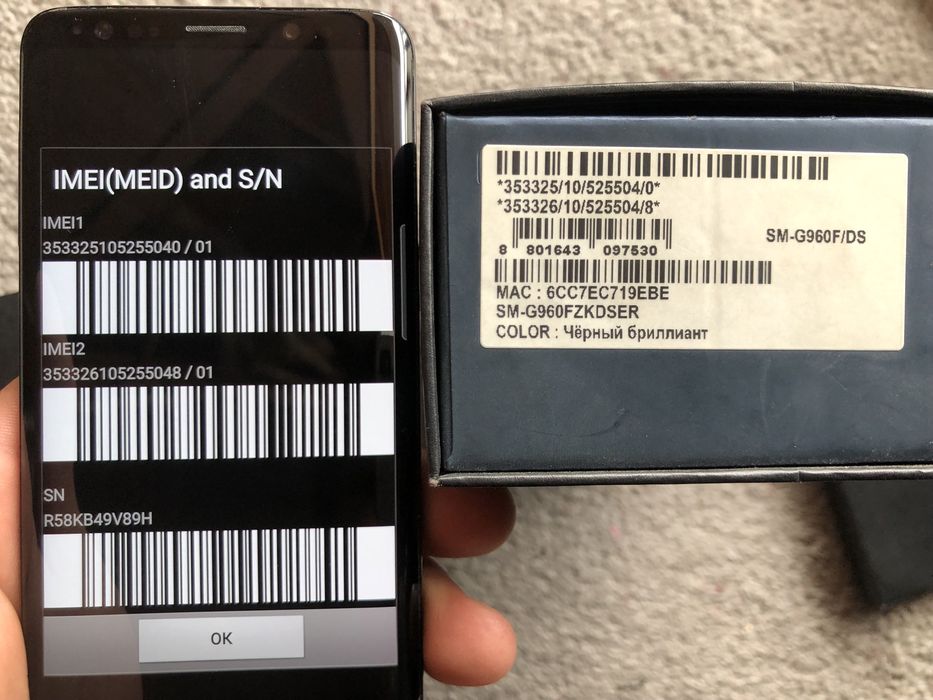 IMEI(MEID) and S/N
IMEI1
353325105255040 / 01
IMEI2
353326105255048 / 01
SN
R58KB49V89H
OK
*353325/10/525504/0*
*353326/10/525504/8*
8 801643 097530
SM-G960F/DS
MAC : 6CC7EC719EBE
SM-G960FZKDSER
COLOR : Чёрный бриллиант